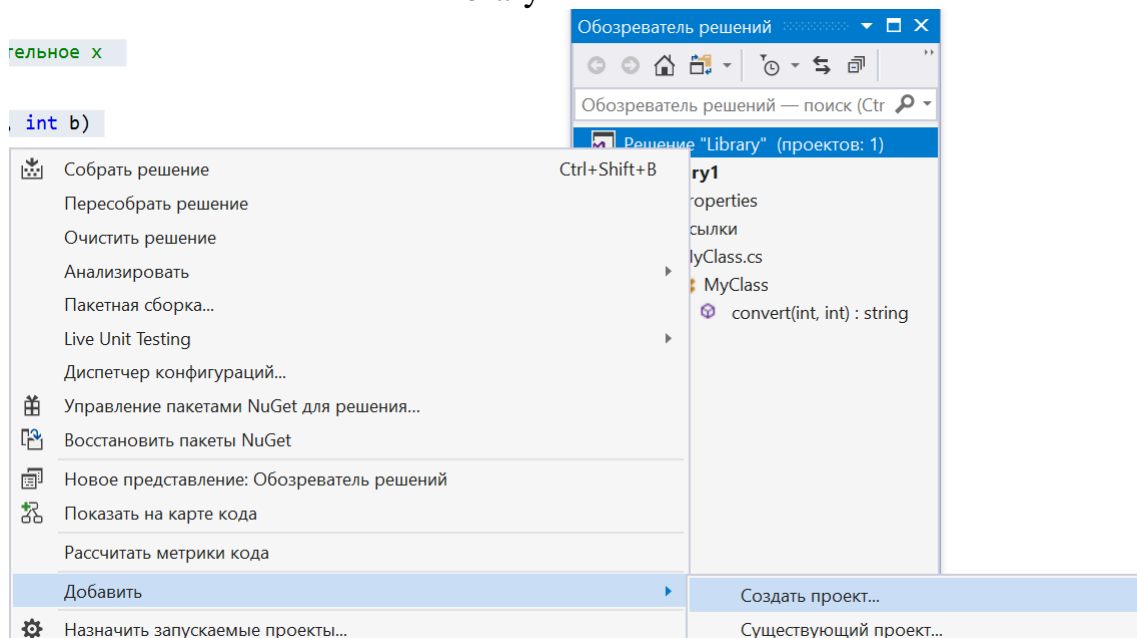 Обозреватель решений
тельное x
Обозреватель решений — поиск (Ctr
, int b)
Решение "Library" (проектов: 1)
Собрать решение Ctrl+Shift+B
ry1
Пересобрать решение
operties
Очистить решение
сылки
Анализировать
lyClass.cs
MyClass
Пакетная сборка...
convert(int, int) : string
Live Unit Testing
Диспетчер конфигураций...
Управление пакетами NuGet для решения...
Восстановить пакеты NuGet
Новое представление: Обозреватель решений
Показать на карте кода
Рассчитать метрики кода
Добавить
Создать проект...
Назначить запускаемые проекты...
Существующий проект...